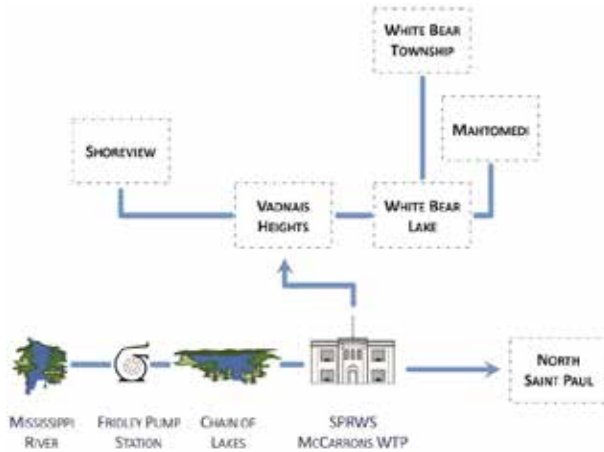 WHITE BEAR
TOWNSHIP
MAHTOMEDI
SHOREVIEW
VADNAIS
HEIGHTS
WHITE BEAR
LAKE
NORTH
SAINT PAUL
MISSISSIPPI
RIVER
FRIDLEY PUMP
STATION
CHAIN OF
LAKES
SPRWS
MCCARRONS WTP